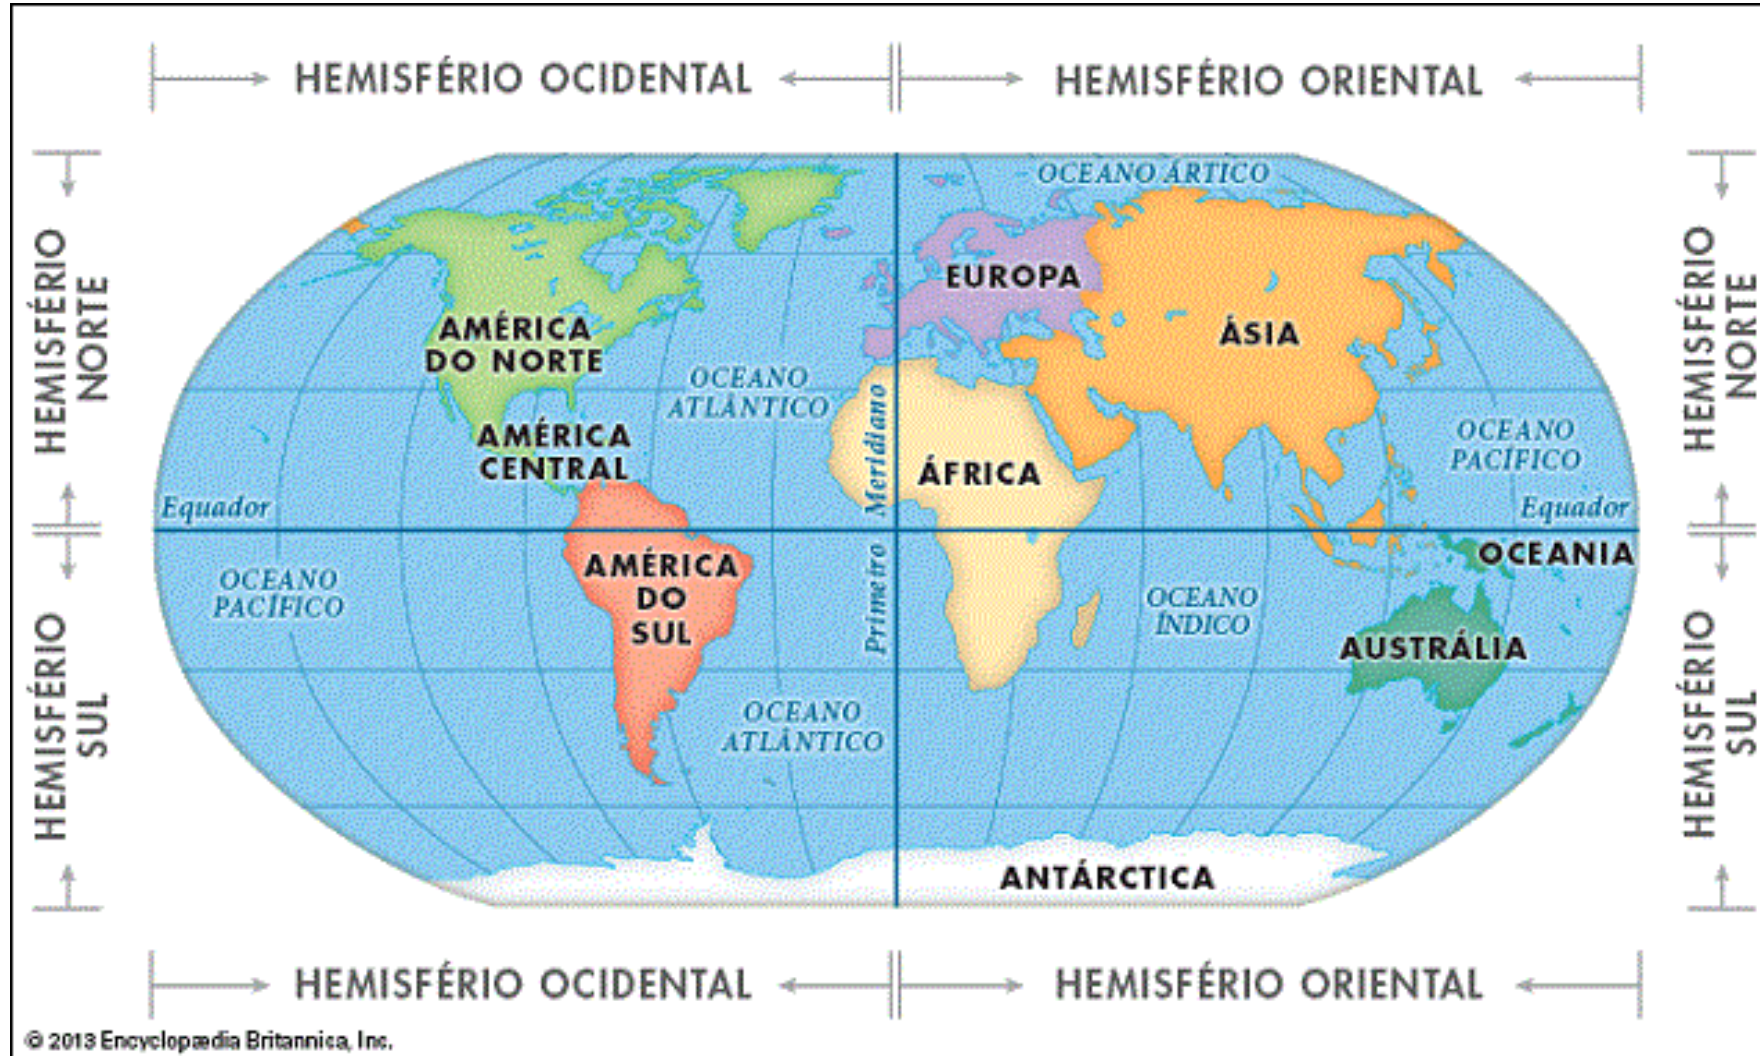 HEMISFÉRIO OCIDENTAL
HEMISFÉRIO ORIENTAL
HEMISFÉRIO
NORTE
HEMISFÉRIO
NORTE
OCEANO ÁRTICO
EUROPA
ÁSIA
AMÉRICA
DO NORTE
OCEANO
ATLÂNTICO
AMÉRICA
CENTRAL
Meridiano
Primeiro
ÁFRICA
OCEANO
PACÍFICO
Equador
Equador
OCEANIA
AMÉRICA
DO
SUL
OCEANO
PACÍFICO
OCEANO
ÍNDICO
AUSTRÁLIA
HEMISFÉRIO
SUL
HEMISFÉRIO
SUL
OCEANO
ATLÂNTICO
ANTÁRCTICA
HEMISFÉRIO OCIDENTAL
HEMISFÉRIO ORIENTAL
© 2013 Encyclopædia Britannica, Inc.